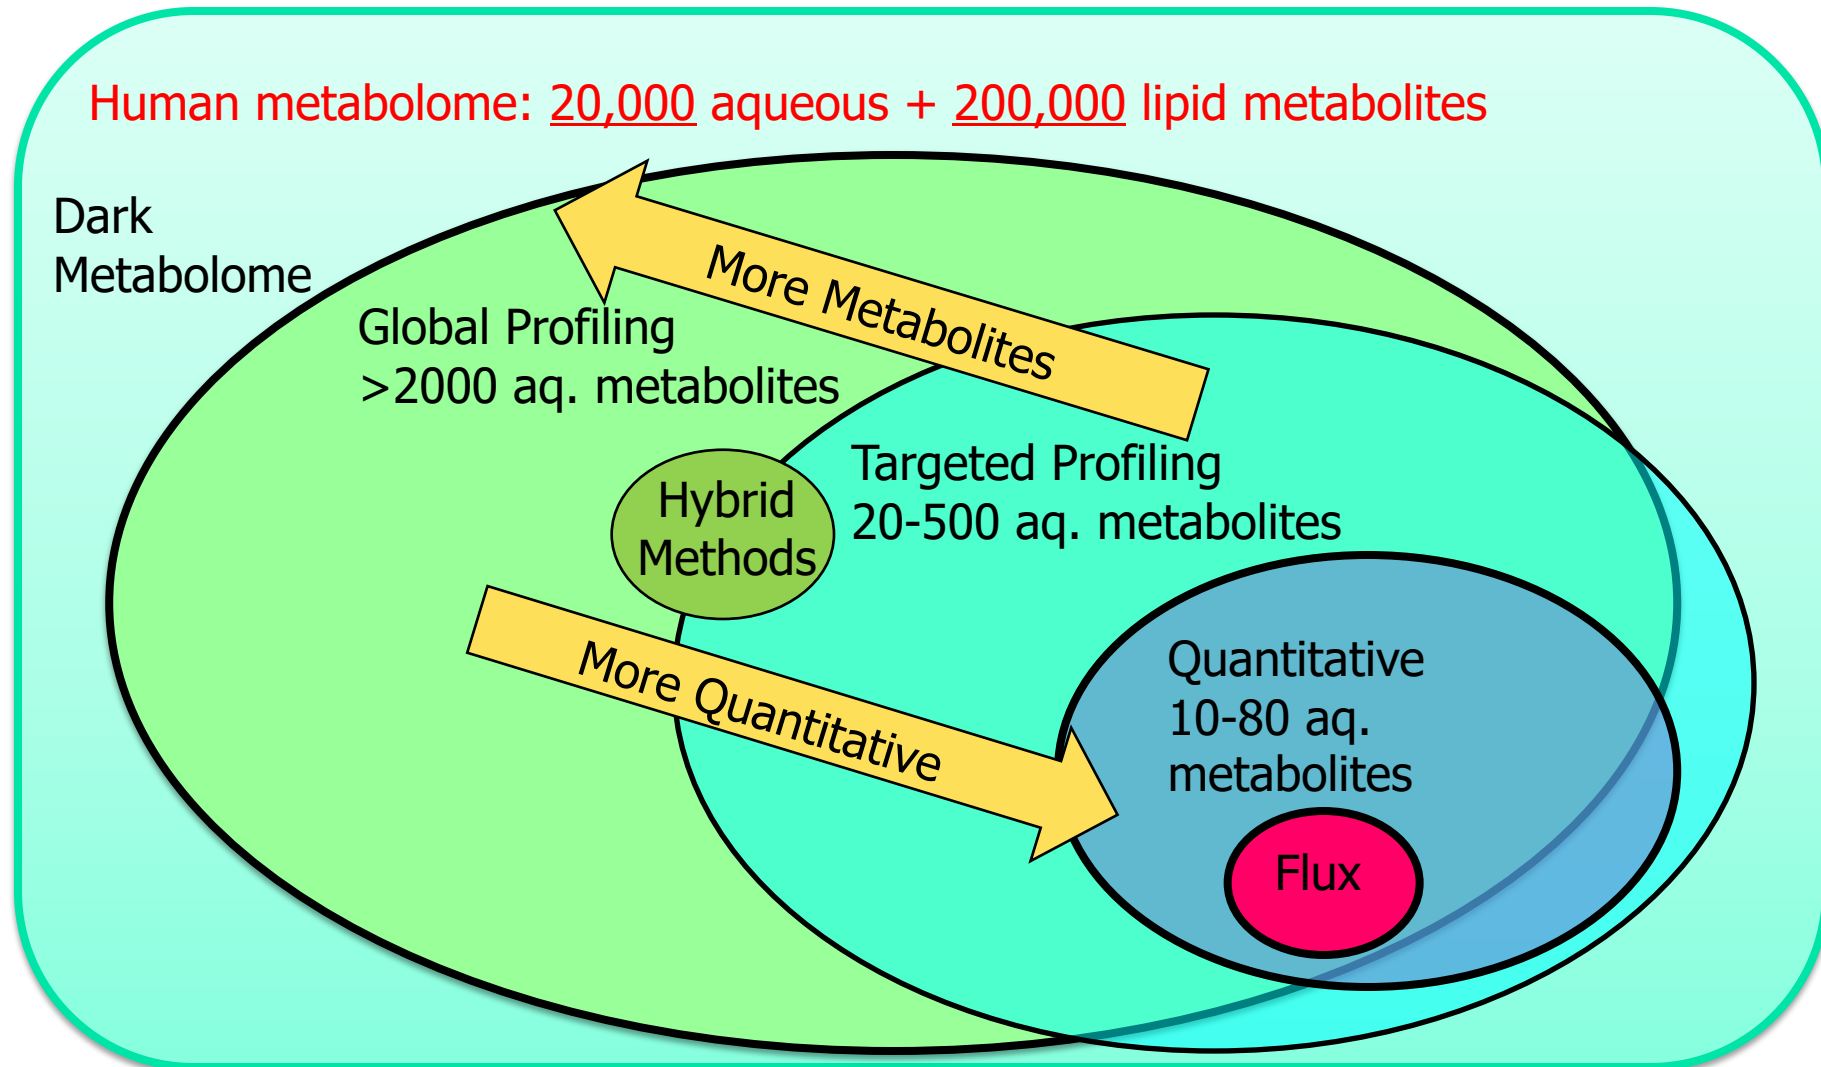 Human metabolome: 20,000 aqueous + 200,000 lipid metabolites
Dark
Metabolome
More Metabolites
Global Profiling
>2000 aq. metabolites
Targeted Profiling
20-500 aq. metabolites
Hybrid
Methods
More Quantitative
Quantitative
10-80 aq.
metabolites
Flux